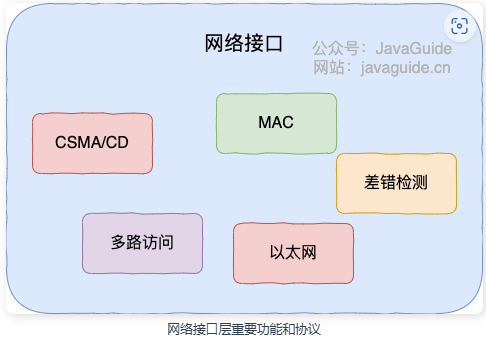 网络接口
公众号：JavaGuide
网站：javaguide.cn
MAC
CSMA/CD
差错检测
多路访问
以太网
网络接口层重要功能和协议